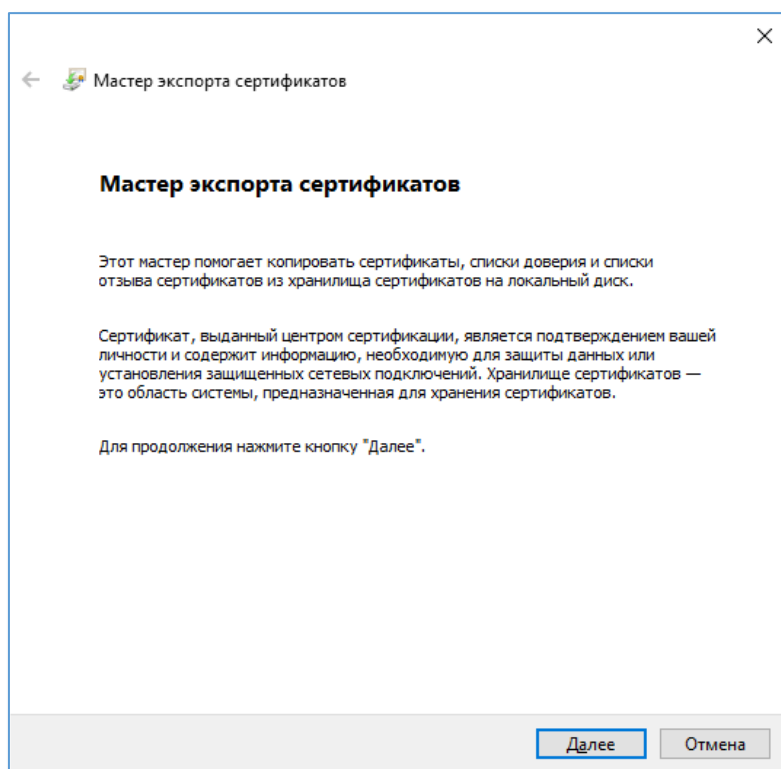 Мастер экспорта сертификатов
Мастер экспорта сертификатов
Этот мастер помогает копировать сертификаты, списки доверия и списки
отзыва сертификатов из хранилища сертификатов на локальный диск.
Сертификат, выданный центром сертификации, является подтверждением вашей
личности и содержит информацию, необходимую для защиты данных или
установления защищенных сетевых подключений. Хранилище сертификатов —
это область системы, предназначенная для хранения сертификатов.
Для продолжения нажмите кнопку "Далее".
Далее
Отмена